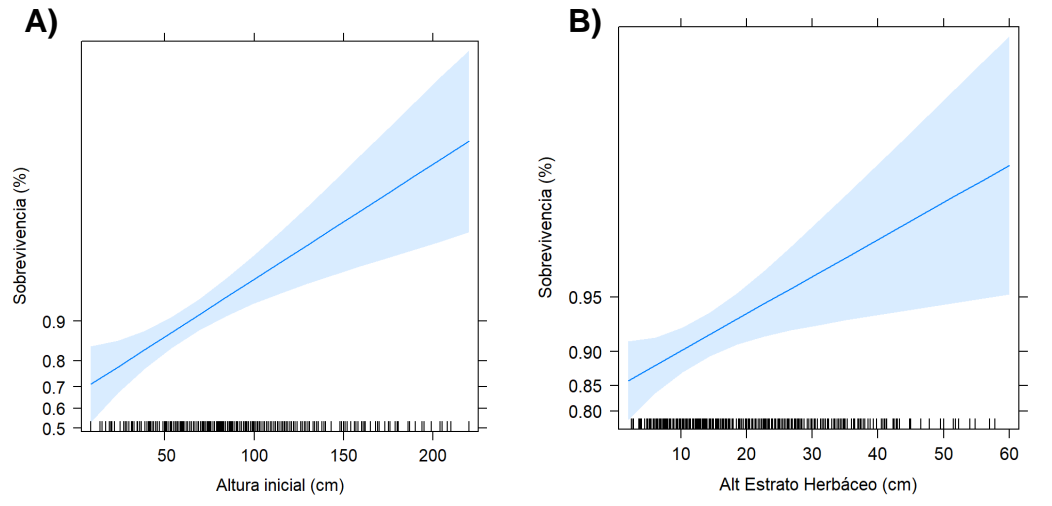 A)
Sobrevivencia (%)
0.9
0.8
0.7
0.6
0.5
50 100 150 200
Altura inicial (cm)
B)
Sobrevivencia (%)
0.95
0.90
0.85
0.80
10 20 30 40 50 60
Alt Estrato Herbáceo (cm)